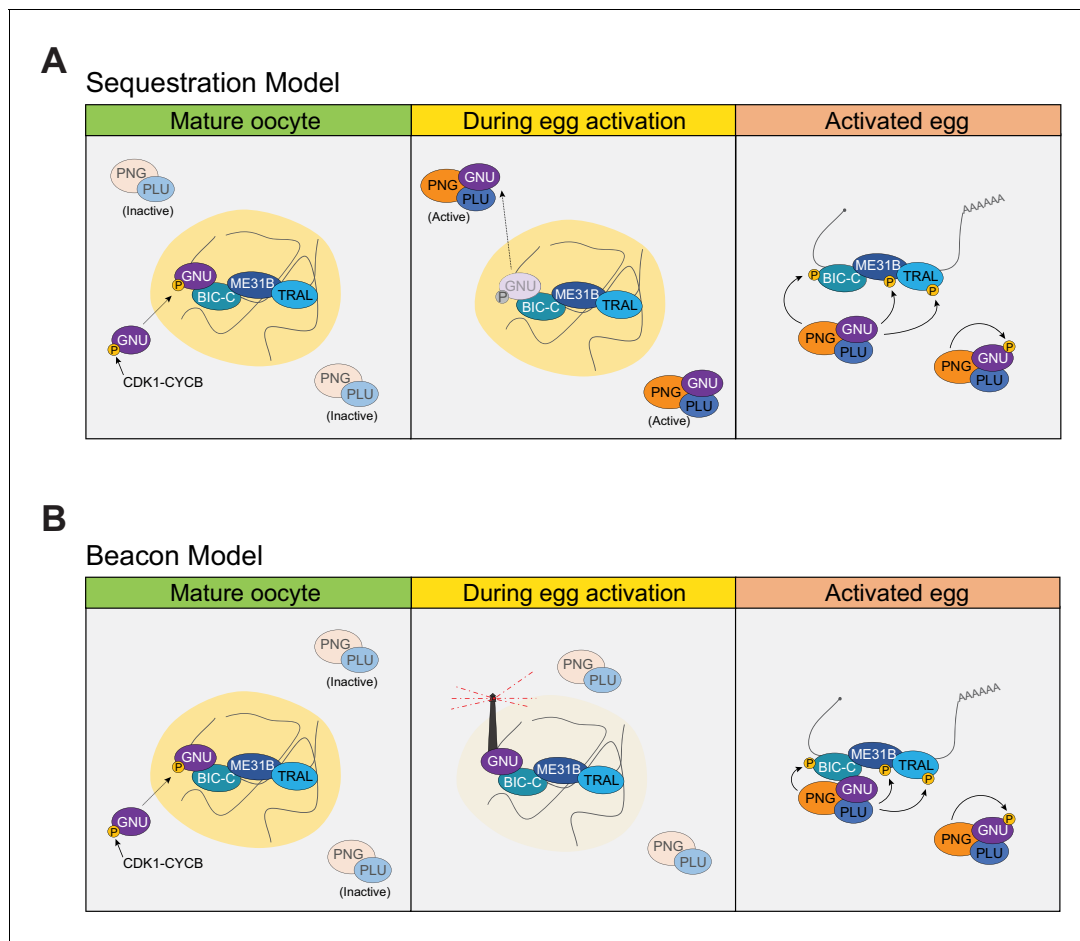 A
Sequestration Model
Mature oocyte
During egg activation
Activated egg
PNG
PLU
(Inactive)
GNU
P
BIC-C
ME31B
TRAL
GNU
P
CDK1-CYCB
PNG
PLU
(Inactive)
PNG
GNU
PLU
(Active)
GNU
P
BIC-C
ME31B
TRAL
PNG
GNU
PLU
(Active)
AAAAAA
P
BIC-C
ME31B
P
TRAL
P
PNG
GNU
PLU
P
PNG
GNU
PLU
B
Beacon Model
Mature oocyte
During egg activation
Activated egg
PNG
PLU
(Inactive)
GNU
P
BIC-C
ME31B
TRAL
GNU
P
CDK1-CYCB
PNG
PLU
(Inactive)
PNG
PLU
GNU
BIC-C
ME31B
TRAL
PNG
PLU
AAAAAA
P
BIC-C
ME31B
P
TRAL
P
PNG
GNU
PLU
P
PNG
GNU
PLU